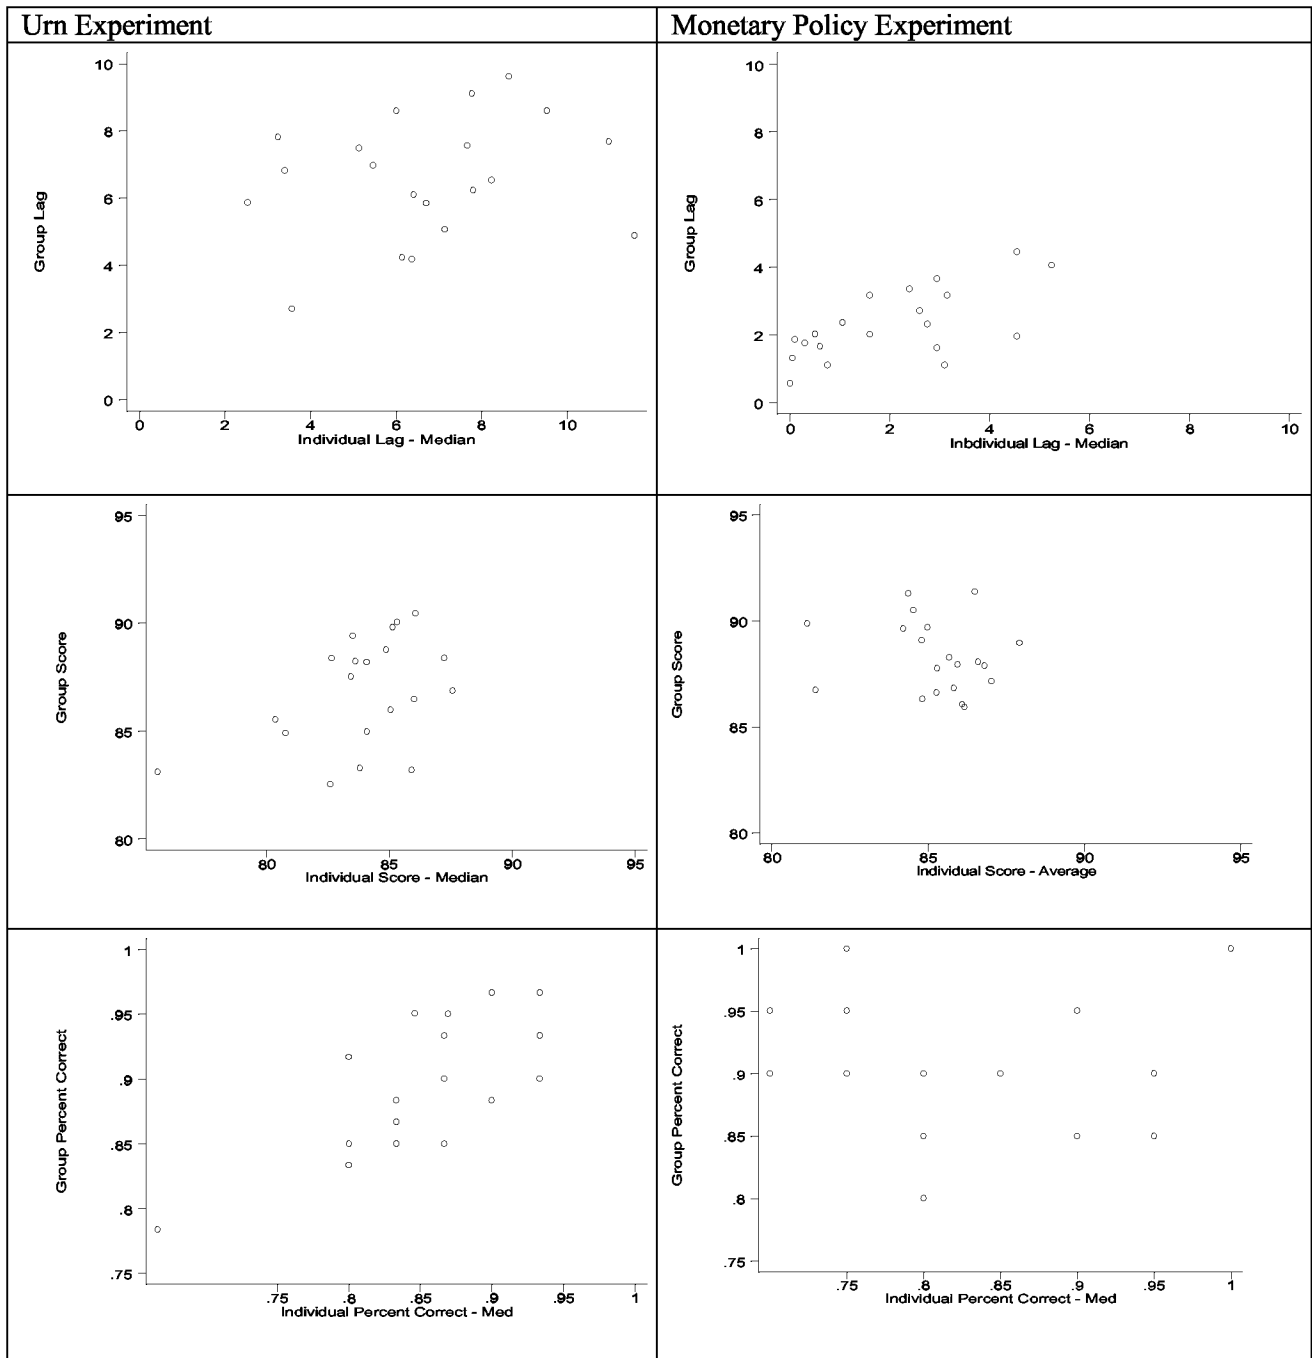 Urn Experiment
Monetary Policy Experiment
10
8
6
4
2
0
Group Lag
0 2 4 6 8 10
Individual Lag - Median
10
8
6
4
2
0
Group Lag
0 2 4 6 8 10
Inbdividual Lag - Median
95
90
85
80
Group Score
80 85 90 95
Individual Score - Median
95
90
85
80
Group Score
80 85 90 95
Individual Score - Average
1
.95
.9
.85
.8
.75
Group Percent Correct
.75 .8 .85 .9 .95 1
Individual Percent Correct - Med
1
.95
.9
.85
.8
.75
Group Percent Correct
.75 .8 .85 .9 .95 1
Individual Percent Correct - Med